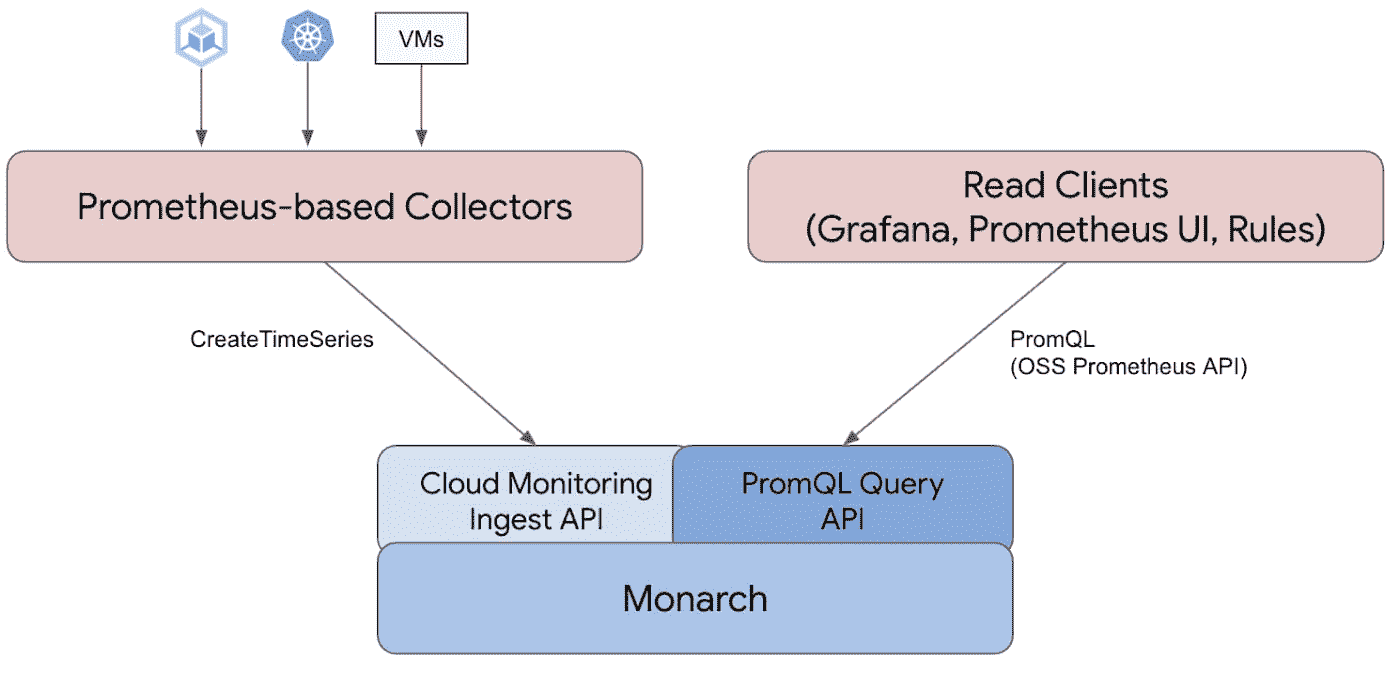 VMs
Prometheus-based Collectors
Read Clients
(Grafana, Prometheus UI, Rules)
CreateTimeSeries
PromQL
(OSS Prometheus API)
Cloud Monitoring
Ingest API
PromQL Query
API
Monarch